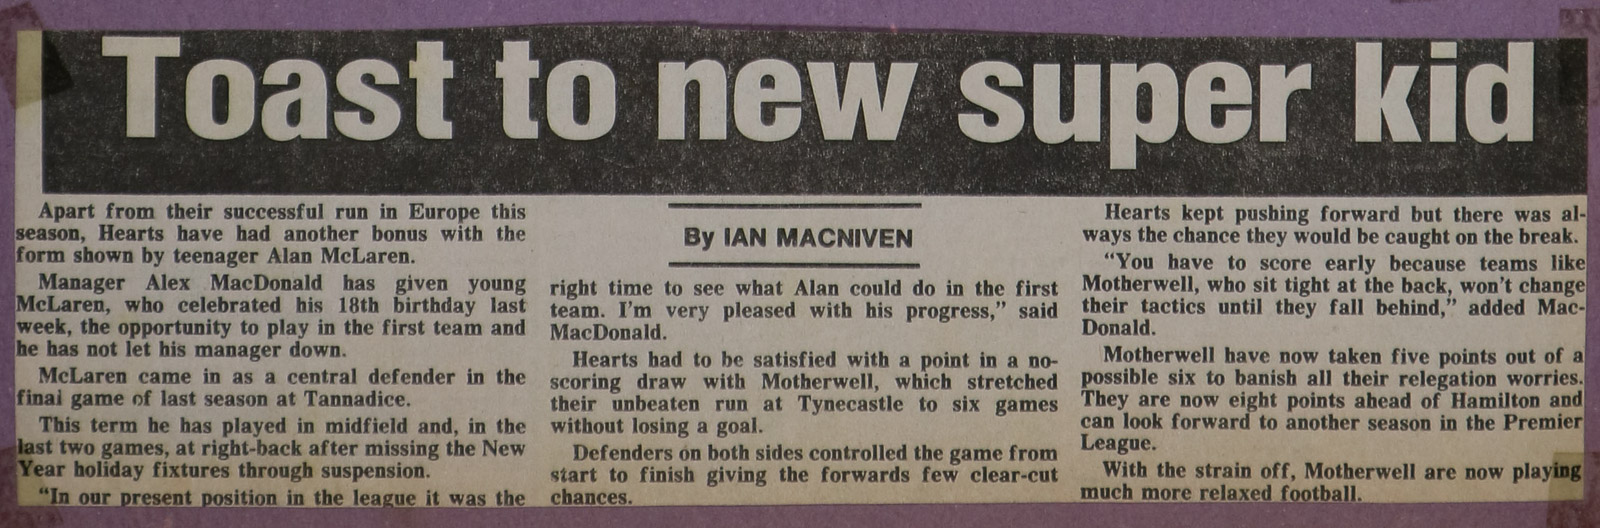 Toast to new super kid
Apart from their successful run in Europe this
season, Hearts have had another bonus with the
form shown by teenager Alan McLaren.
Manager Alex MacDonald has given young
McLaren, who celebrated his 18th birthday last
week, the opportunity to play in the first team and
he has not let his manager down.
McLaren came in as a central defender in the
final game of last season at Tannadice.
This term he has played in midfield and, in the
last two games, at right-back after missing the New
Year holiday fixtures through suspension.
“In our present position in the league it was the
By IAN MACNIVEN
right time to see what Alan could do in the first
team. I’m very pleased with his progress,” said
MacDonald.
Hearts had to be satisfied with a point in a no-
scoring draw with Motherwell, which stretched
their unbeaten run at Tynecastle to six games
without losing a goal.
Defenders on both sides controlled the game from
start to finish giving the forwards few clear-cut
chances.
Hearts kept pushing forward but there was al-
ways the chance they would be caught on the break.
“You have to score early because teams like
Motherwell, who sit tight at the back, won’t change
their tactics until they fall behind,” added Mac-
Donald.
Motherwell have now taken five points out of a
possible six to banish all their relegation worries.
They are now eight points ahead of Hamilton and
can look forward to another season in the Premier
League.
With the strain off, Motherwell are now playing
much more relaxed football.